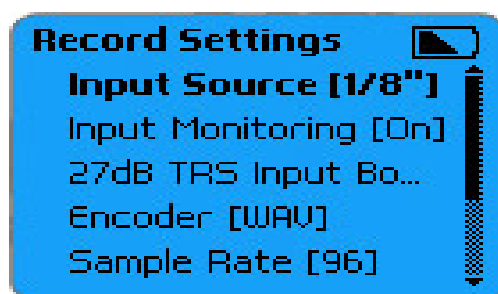 Record Settings
Input Source [1/8"]
Input Monitoring [On]
27dB TRS Input Bo...
Encoder [WAV]
Sample Rate [96]